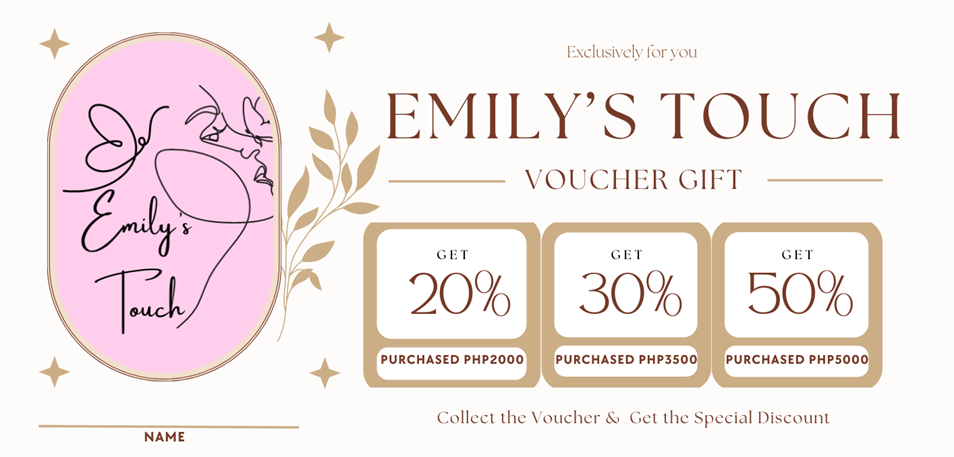 Emily's
Touch
NAME
Exclusively for you
EMILY'S TOUCH
VOUCHER GIFT
GET
20%
PURCHASED PHP2000
GET
30%
PURCHASED PHP3500
GET
50%
PURCHASED PHP5000
Collect the Voucher & Get the Special Discount